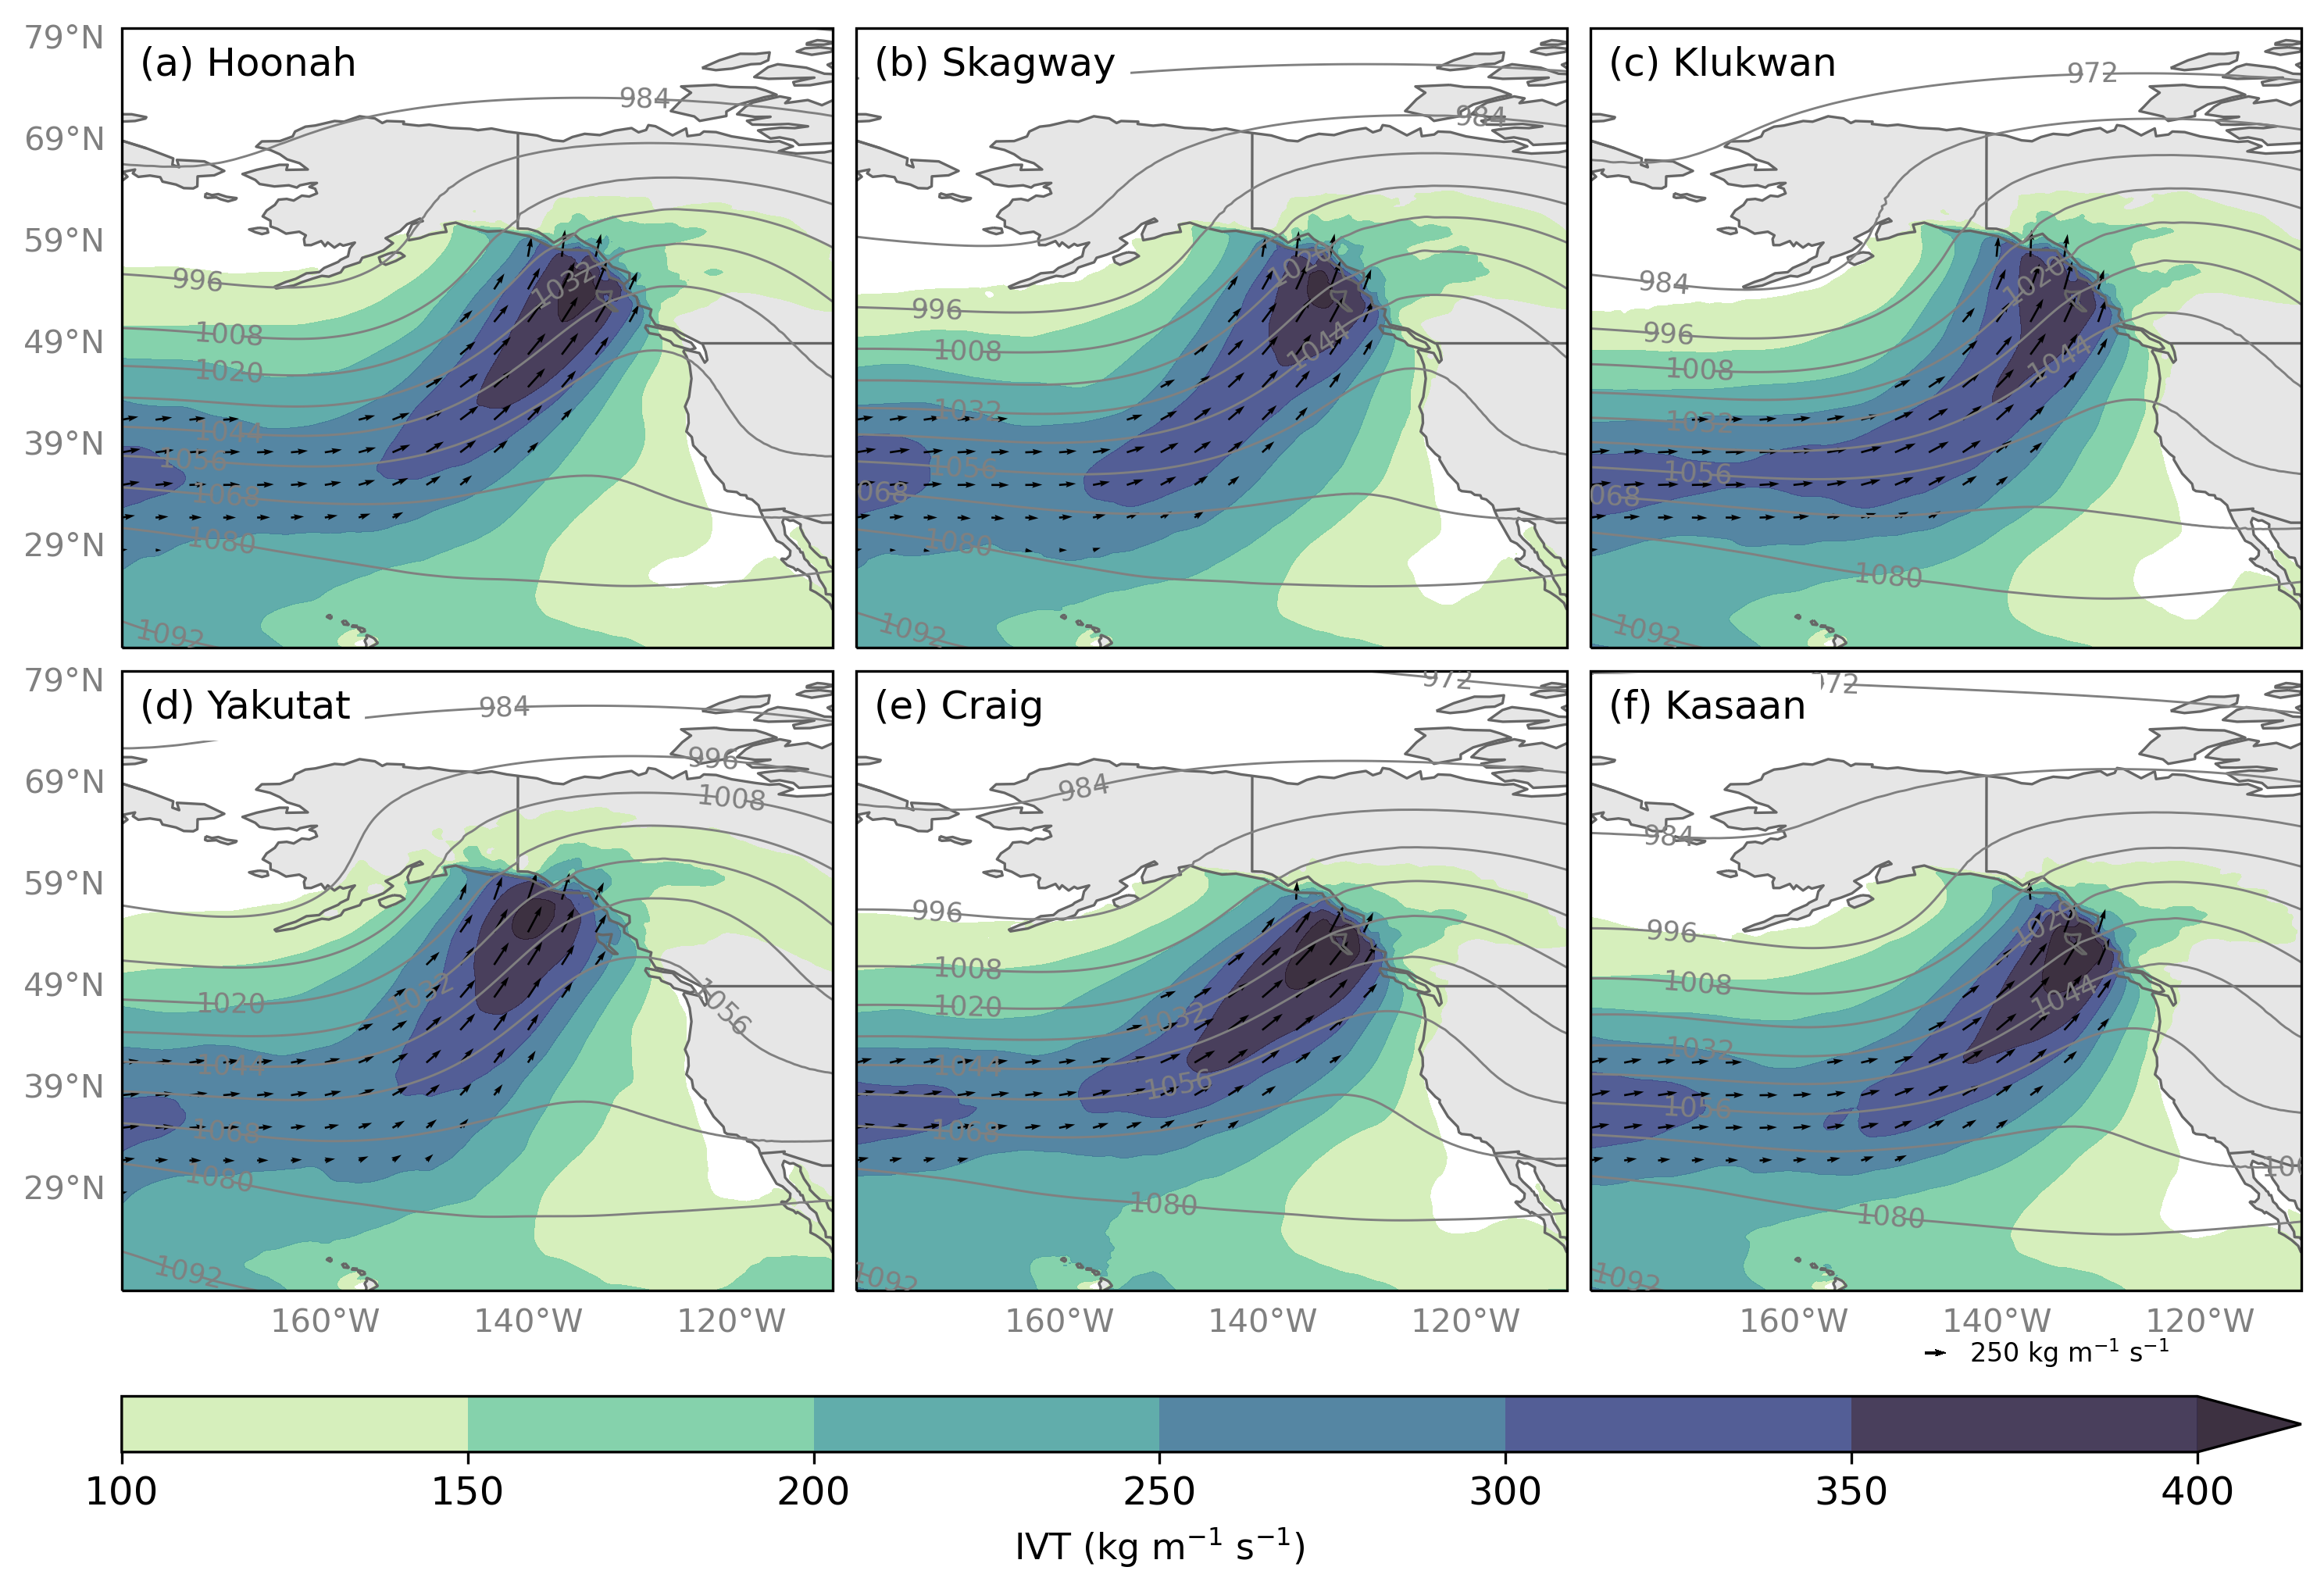 79°N
69°N
59°N
49°N
39°N
29°N
(a) Hoonah
984
996
1008
1020
1032
1044
1056
1068
1080
1092
(b) Skagway
984
996
1008
1020
1044
1032
1056
068
1080
1092
(c) Klukwan
972
984
996
1008
1020
1044
1032
1056
068
1080
1092
79°N
69°N
59°N
49°N
39°N
29°N
(d) Yakutat
984
996
1008
1020
1032
1056
1044
1068
1080
1092
(e) Craig
972
984
996
1008
1020
1032
1044
1056
1068
1080
1092
(f) Kasaan
972
984
996
1020
1008
1044
1032
1056
1080
1092
160°W 140°W 120°W
160°W 140°W 120°W
160°W 140°W 120°W
250 kg m⁻¹ s⁻¹
100 150 200 250 300 350 400
IVT (kg m⁻¹ s⁻¹)